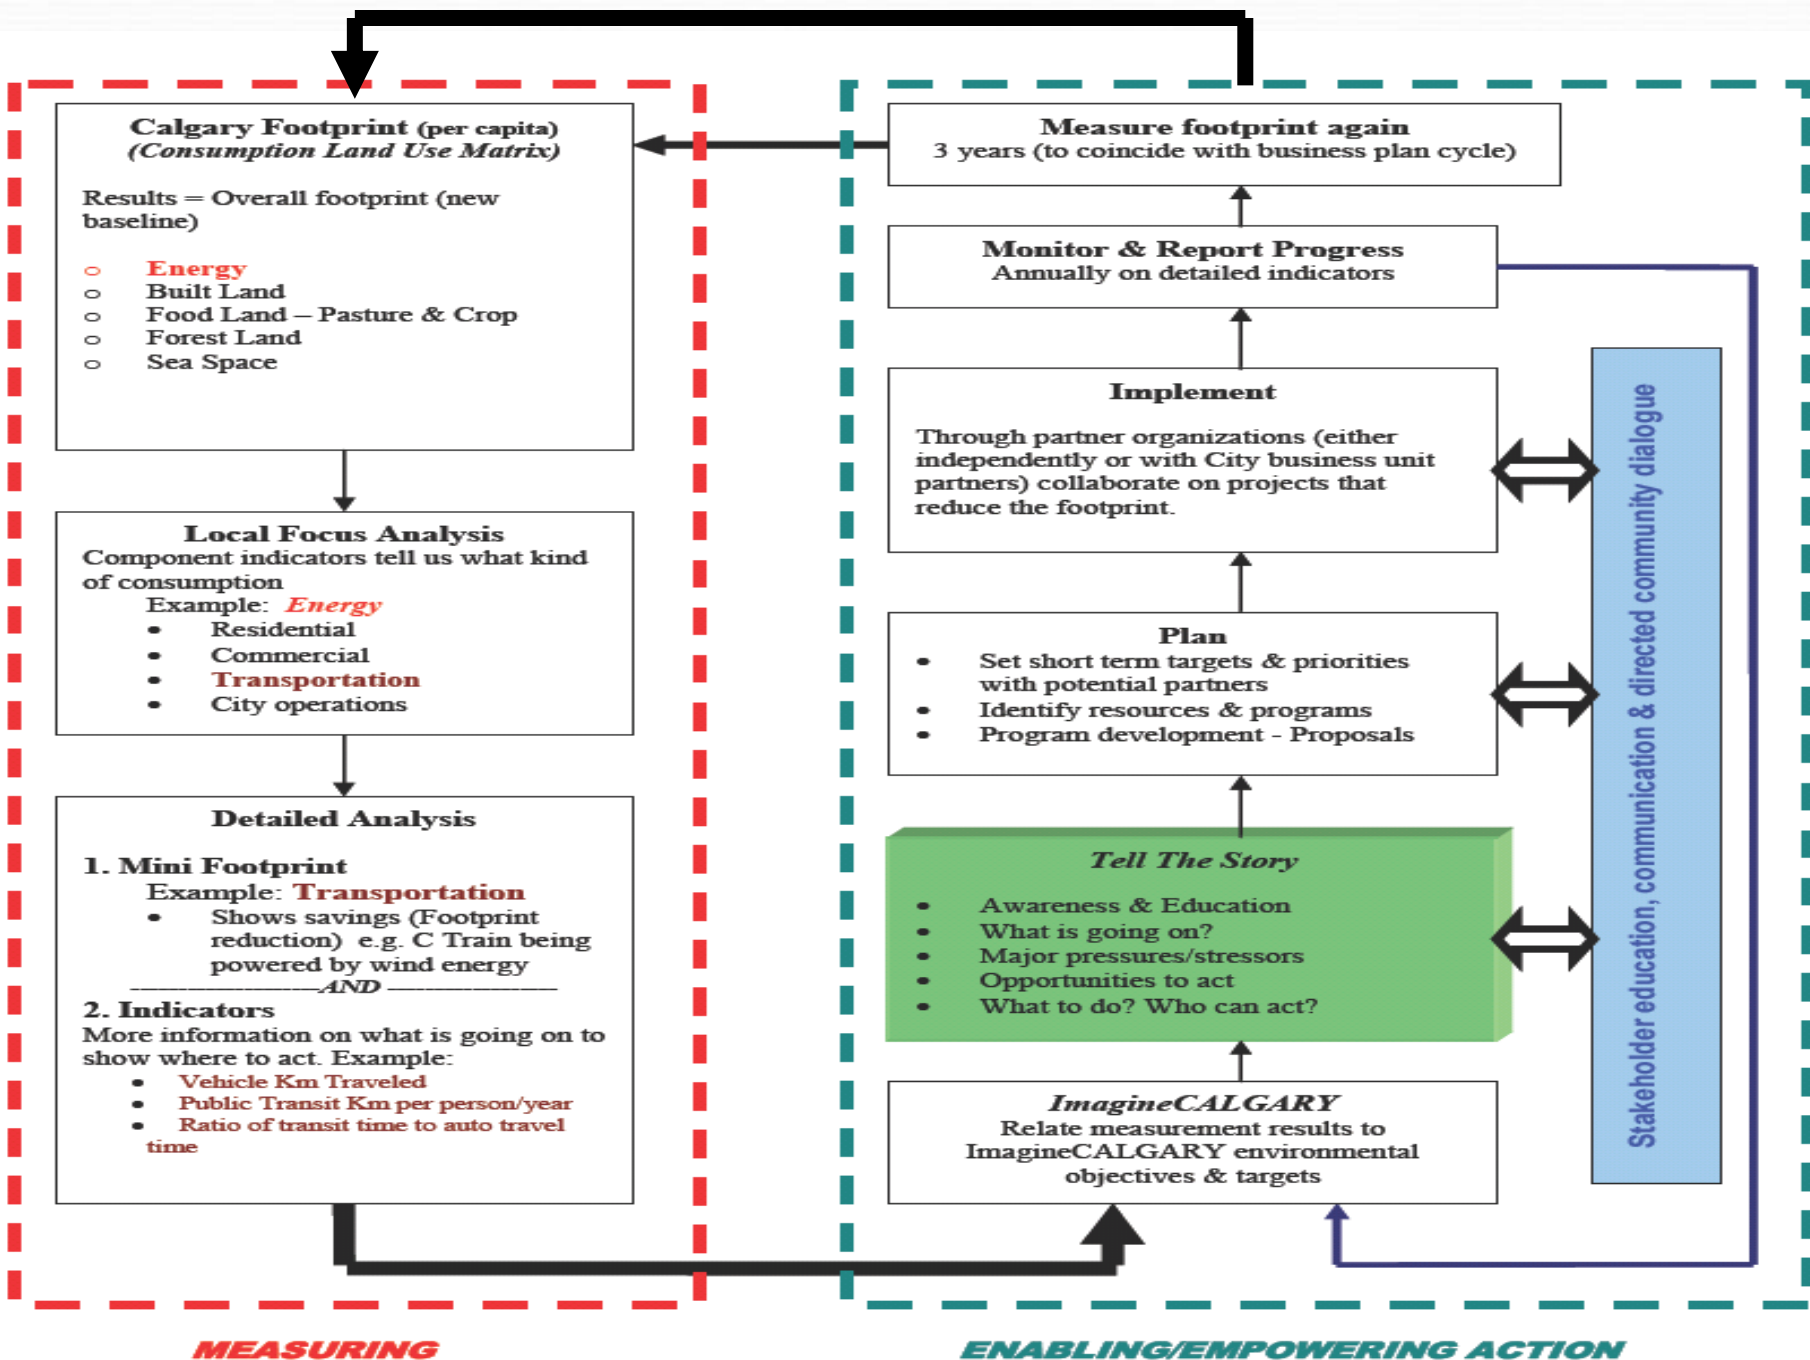 Calgary Footprint (per capita)
(Consumption Land Use Matrix)
Results = Overall footprint (new
baseline)
o Energy
o Built Land
o Food Land – Pasture & Crop
o Forest Land
o Sea Space
Local Focus Analysis
Component indicators tell us what kind
of consumption
Example: Energy
• Residential
• Commercial
• Transportation
• City operations
Detailed Analysis
1. Mini Footprint
Example: Transportation
• Shows savings (Footprint
reduction) e.g. C Train being
powered by wind energy
--------------------AND ------------------
2. Indicators
More information on what is going on to
show where to act. Example:
• Vehicle Km Traveled
• Public Transit Km per person/year
• Ratio of transit time to auto travel
time
MEASURING
Measure footprint again
3 years (to coincide with business plan cycle)
Monitor & Report Progress
Annually on detailed indicators
Implement
Through partner organizations (either
independently or with City business unit
partners) collaborate on projects that
reduce the footprint.
Plan
• Set short term targets & priorities
with potential partners
• Identify resources & programs
• Program development - Proposals
Tell The Story
• Awareness & Education
• What is going on?
• Major pressures/stressors
• Opportunities to act
• What to do? Who can act?
ImagineCALGARY
Relate measurement results to
ImagineCALGARY environmental
objectives & targets
Stakeholder education, communication & directed community dialogue
ENABLING/EMPOWERING ACTION